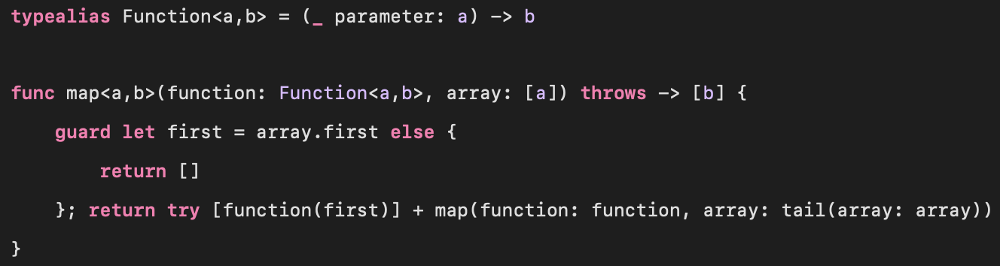 typealias Function<a,b> = (_ parameter: a) -> b
func map<a,b>(function: Function<a,b>, array: [a]) throws -> [b] {
guard let first = array.first else {
return []
}; return try [function(first)] + map(function: function, array: tail(array: array))
}